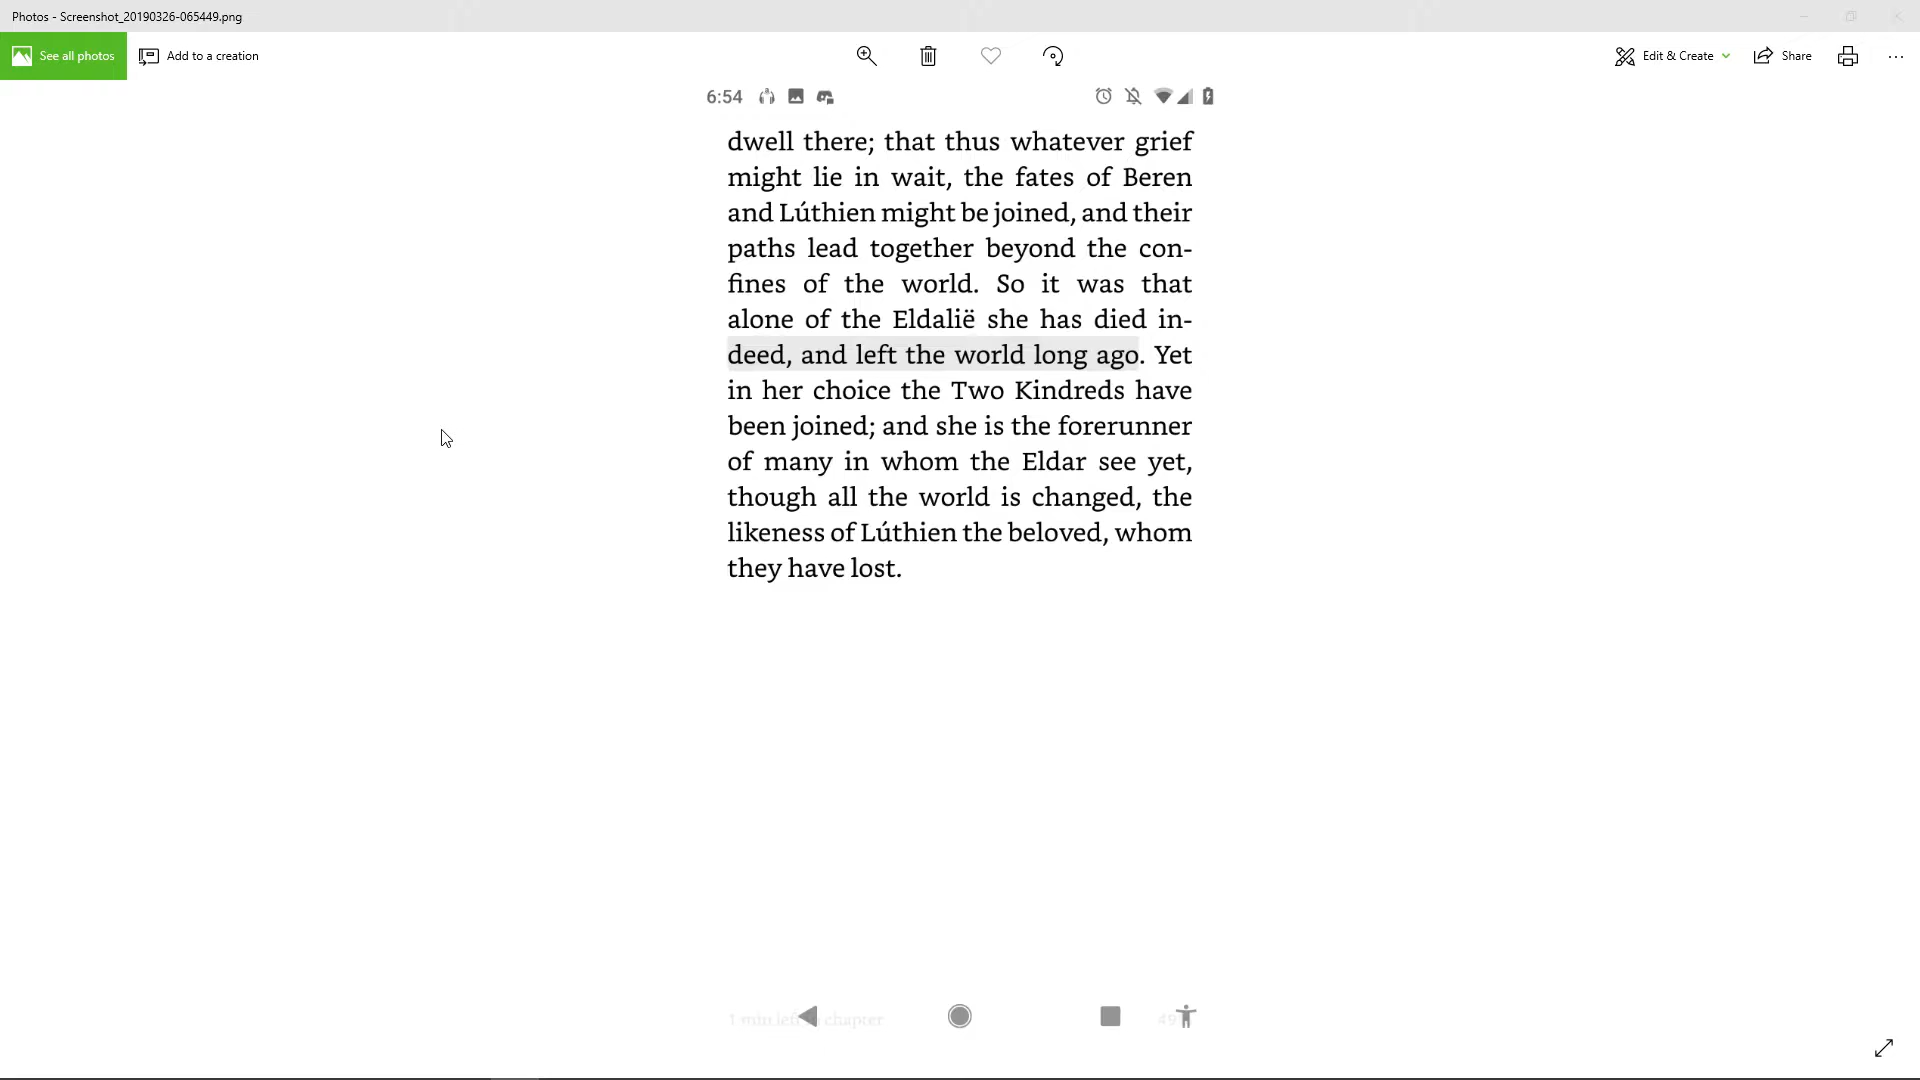 Photos - Screenshot_20190326-065449.png
See all photos
Add to a creation
Edit & Create
Share
6:54
dwell there; that thus whatever grief
might lie in wait, the fates of Beren
and Lúthien might be joined, and their
paths lead together beyond the con-
fines of the world. So it was that
alone of the Eldalië she has died in-
deed, and left the world long ago. Yet
in her choice the Two Kindreds have
been joined; and she is the forerunner
of many in whom the Eldar see yet,
though all the world is changed, the
likeness of Lúthien the beloved, whom
they have lost.
1 min left chapter